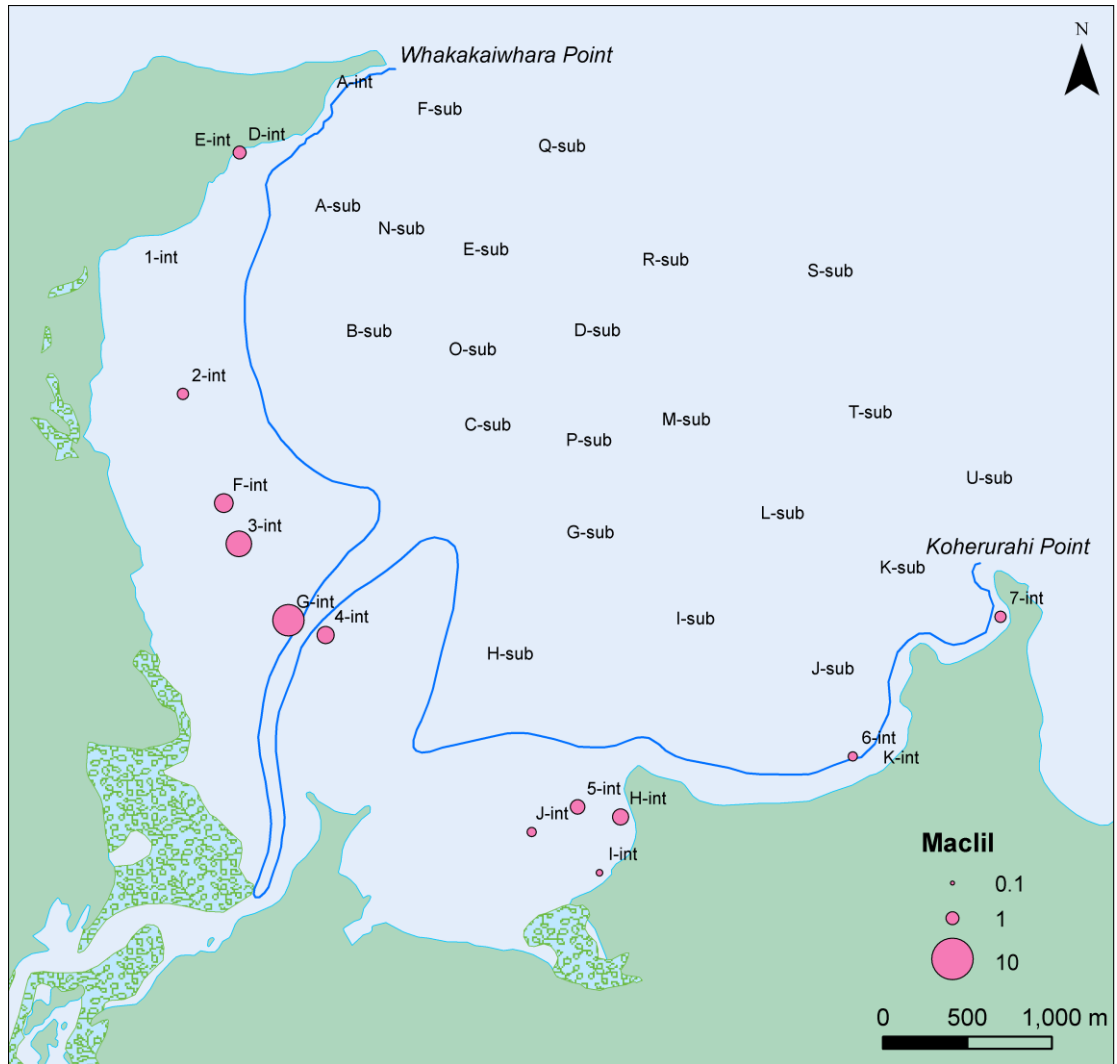 N
Whakakaiwhara Point
A-int
F-sub
E-int
D-int
Q-sub
A-sub
N-sub
E-sub
R-sub
S-sub
1-int
B-sub
O-sub
D-sub
2-int
C-sub
P-sub
M-sub
T-sub
F-int
3-int
G-sub
L-sub
U-sub
Koherurahi Point
K-sub
G-int
4-int
7-int
I-sub
H-sub
J-sub
6-int
K-int
5-int
H-int
J-int
I-int
Maclil
0.1
1
10
0 500 1,000 m